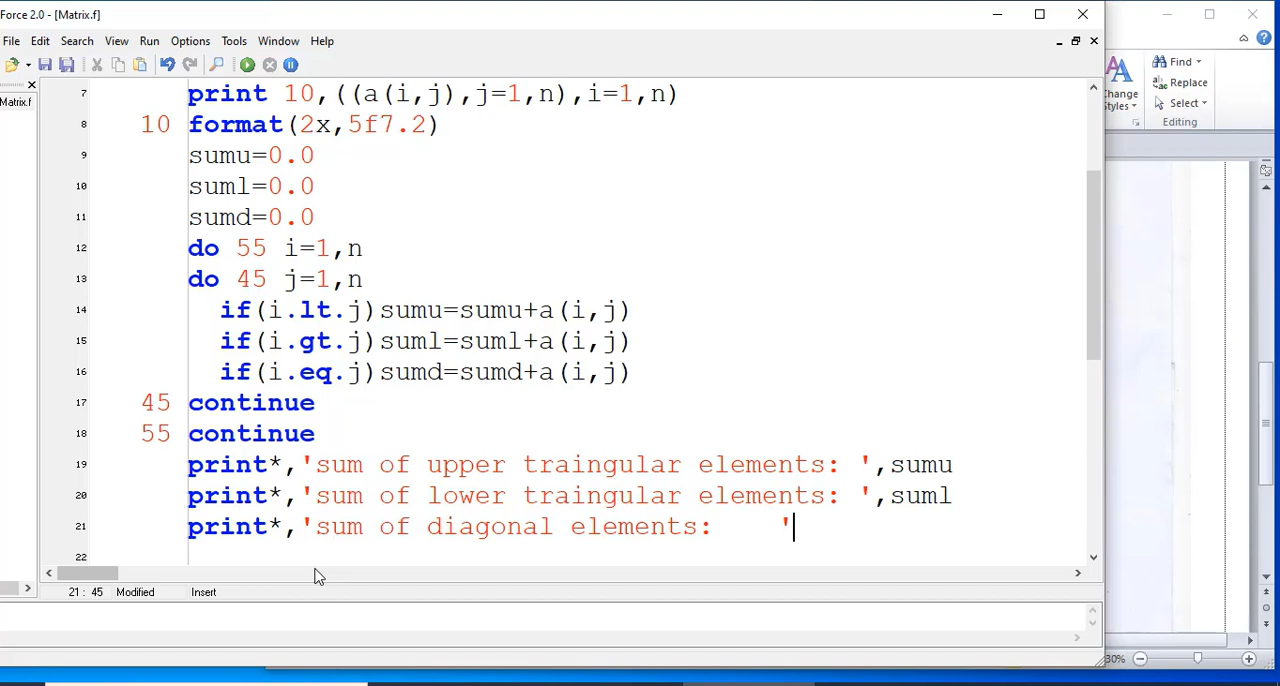 Force 2.0 - [Matrix.f]
File Edit Search View Run Options Tools Window Help
Find
Replace
Change Styles
Select
Editing
Matrix.f
7 print 10,((a(i,j),j=1,n),i=1,n)
8 10 format(2x,5f7.2)
9 sumu=0.0
10 suml=0.0
11 sumd=0.0
12 do 55 i=1,n
13 do 45 j=1,n
14 if(i.lt.j)sumu=sumu+a(i,j)
15 if(i.gt.j)suml=suml+a(i,j)
16 if(i.eq.j)sumd=sumd+a(i,j)
17 45 continue
18 55 continue
19 print*,'sum of upper traingular elements: ',sumu
20 print*,'sum of lower traingular elements: ',suml
21 print*,'sum of diagonal elements:    '
22
21: 45 Modified Insert
30%